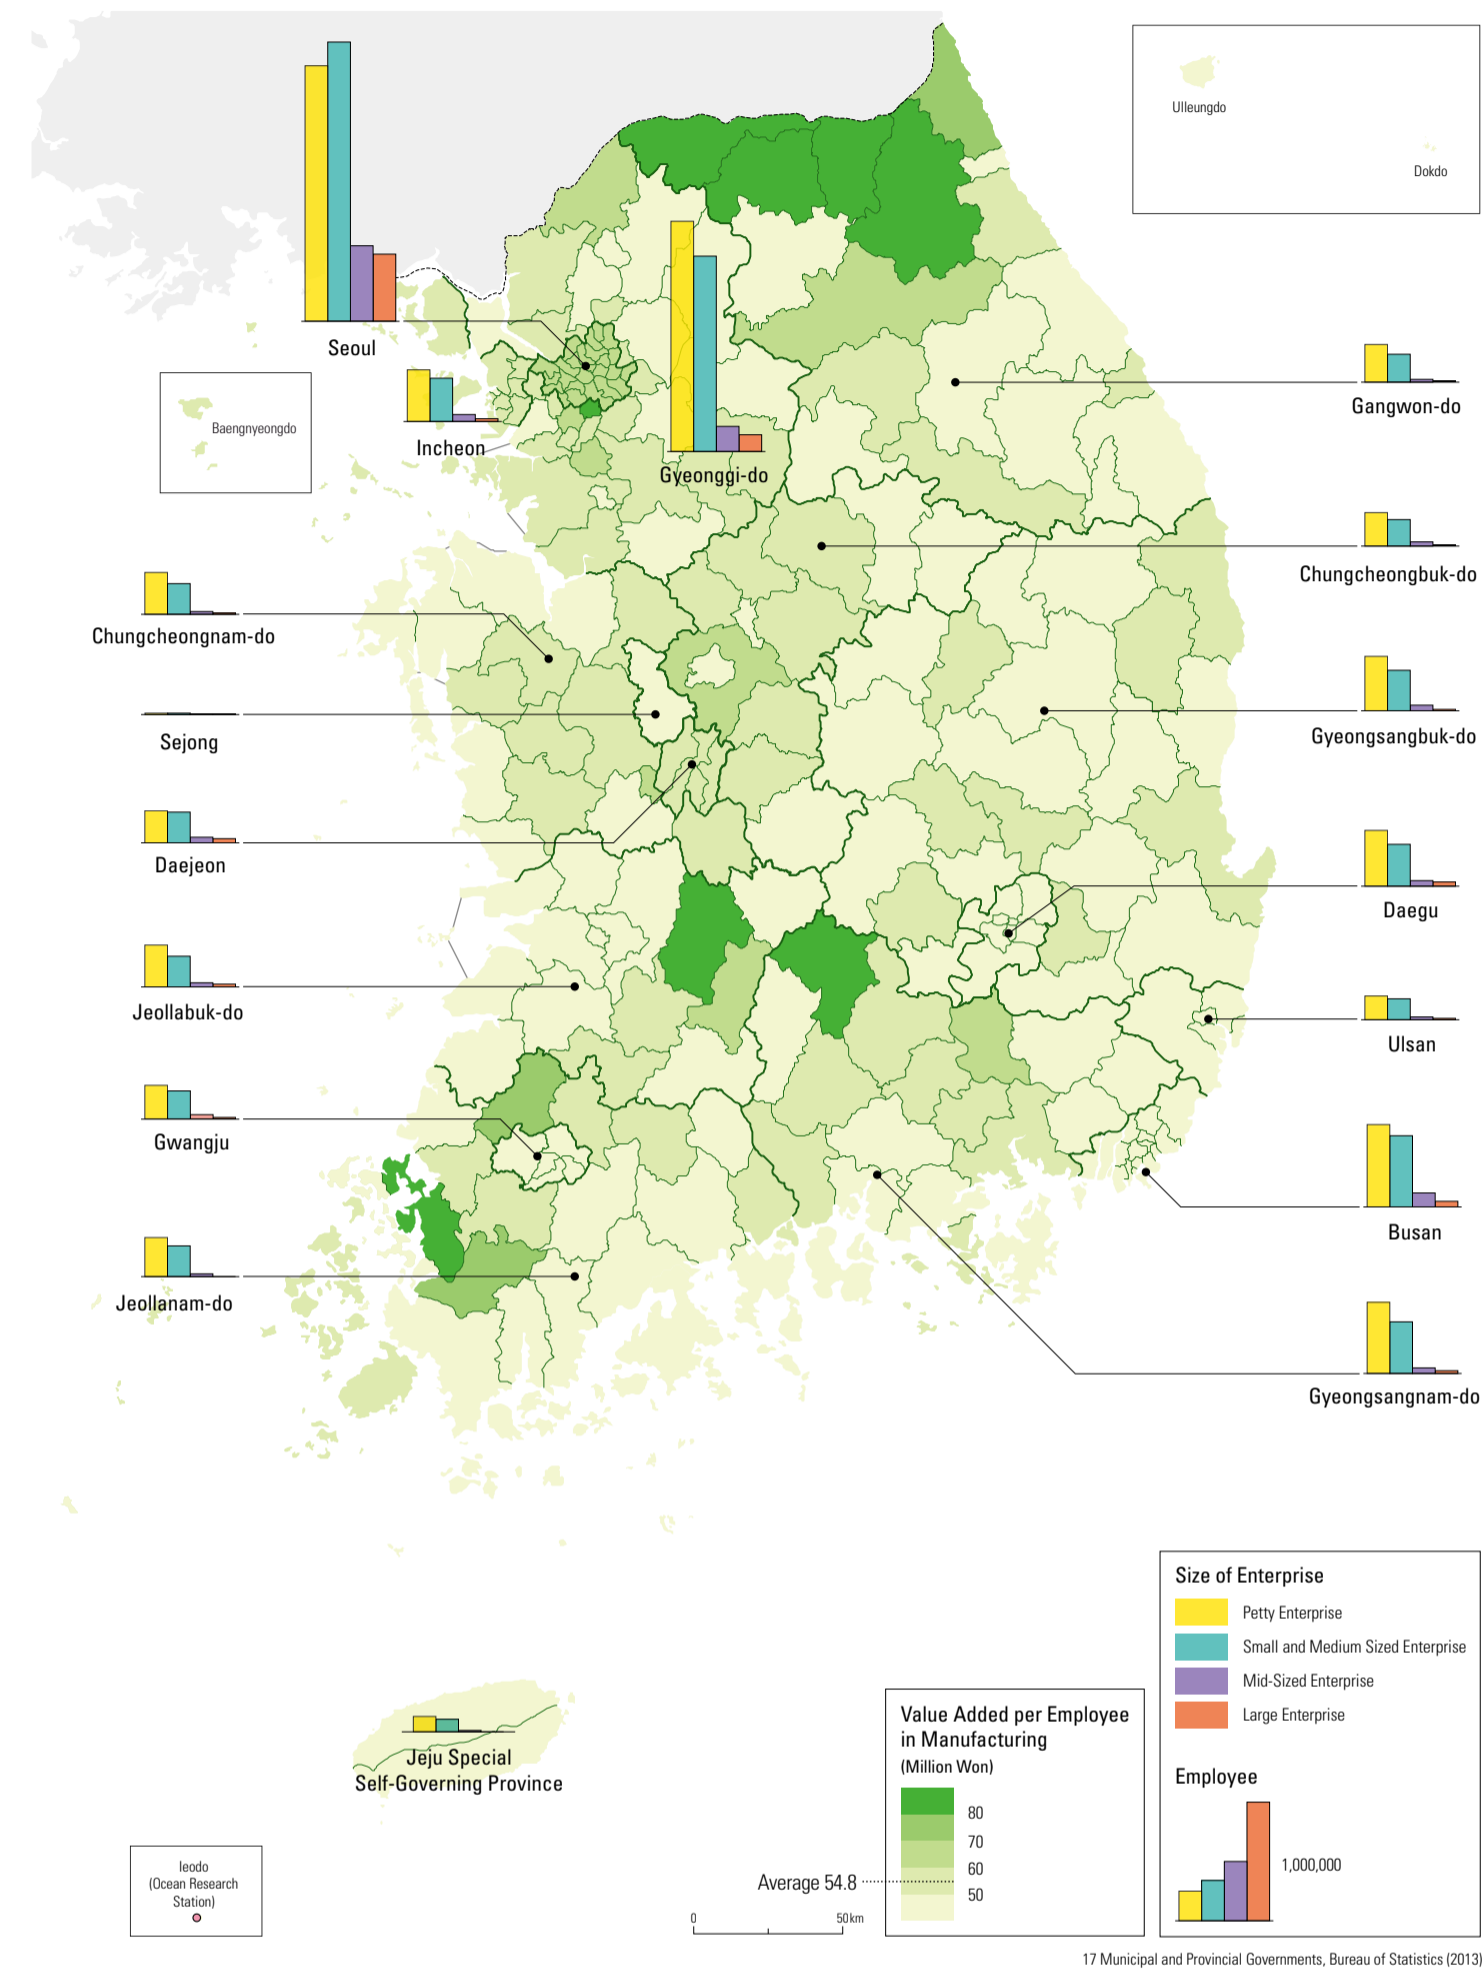 Ulleungdo
Dokdo
Seoul
Baengnyeongdo
Incheon
Gyeonggi-do
Gangwon-do
Chungcheongbuk-do
Chungcheongnam-do
Sejong
Gyeongsangbuk-do
Daejeon
Daegu
Jeollabuk-do
Ulsan
Gwangju
Busan
Jeollanam-do
Gyeongsangnam-do
Jeju Special
Self-Governing Province
Ieodo
(Ocean Research
Station)
Size of Enterprise
Petty Enterprise
Small and Medium Sized Enterprise
Mid-Sized Enterprise
Large Enterprise
Employee
1,000,000
Value Added per Employee
in Manufacturing
(Million Won)
80
70
60
50
Average 54.8
0 50km
17 Municipal and Provincial Governments, Bureau of Statistics (2013)